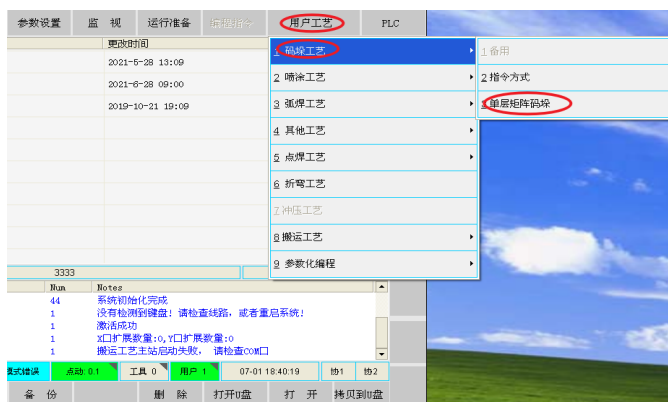 参数设置 监 视 运行准备 编程指令 用户工艺 PLC
更改时间
2021-6-28 13:09
2021-6-28 09:00
2019-10-21 19:09
1 码垛工艺
2 喷涂工艺
3 弧焊工艺
4 其他工艺
5 点焊工艺
6 折弯工艺
7 冲压工艺
8 搬运工艺
9 参数化编程
1 备用
2 指令方式
3 单层矩阵码垛
3333
Num Notes
44 系统初始化完成
1 没有检测到键盘! 请检查线路, 或者重启系统!
1 激活成功
1 X口扩展数量:0,Y口扩展数量:0
1 搬运工艺主站启动失败, 请检查COM口
模式错误 点动: 0.1 工具 0 用户 1 07-01 18:40:19 协1 协2
备 份 删 除 打开U盘 打 开 拷贝到U盘